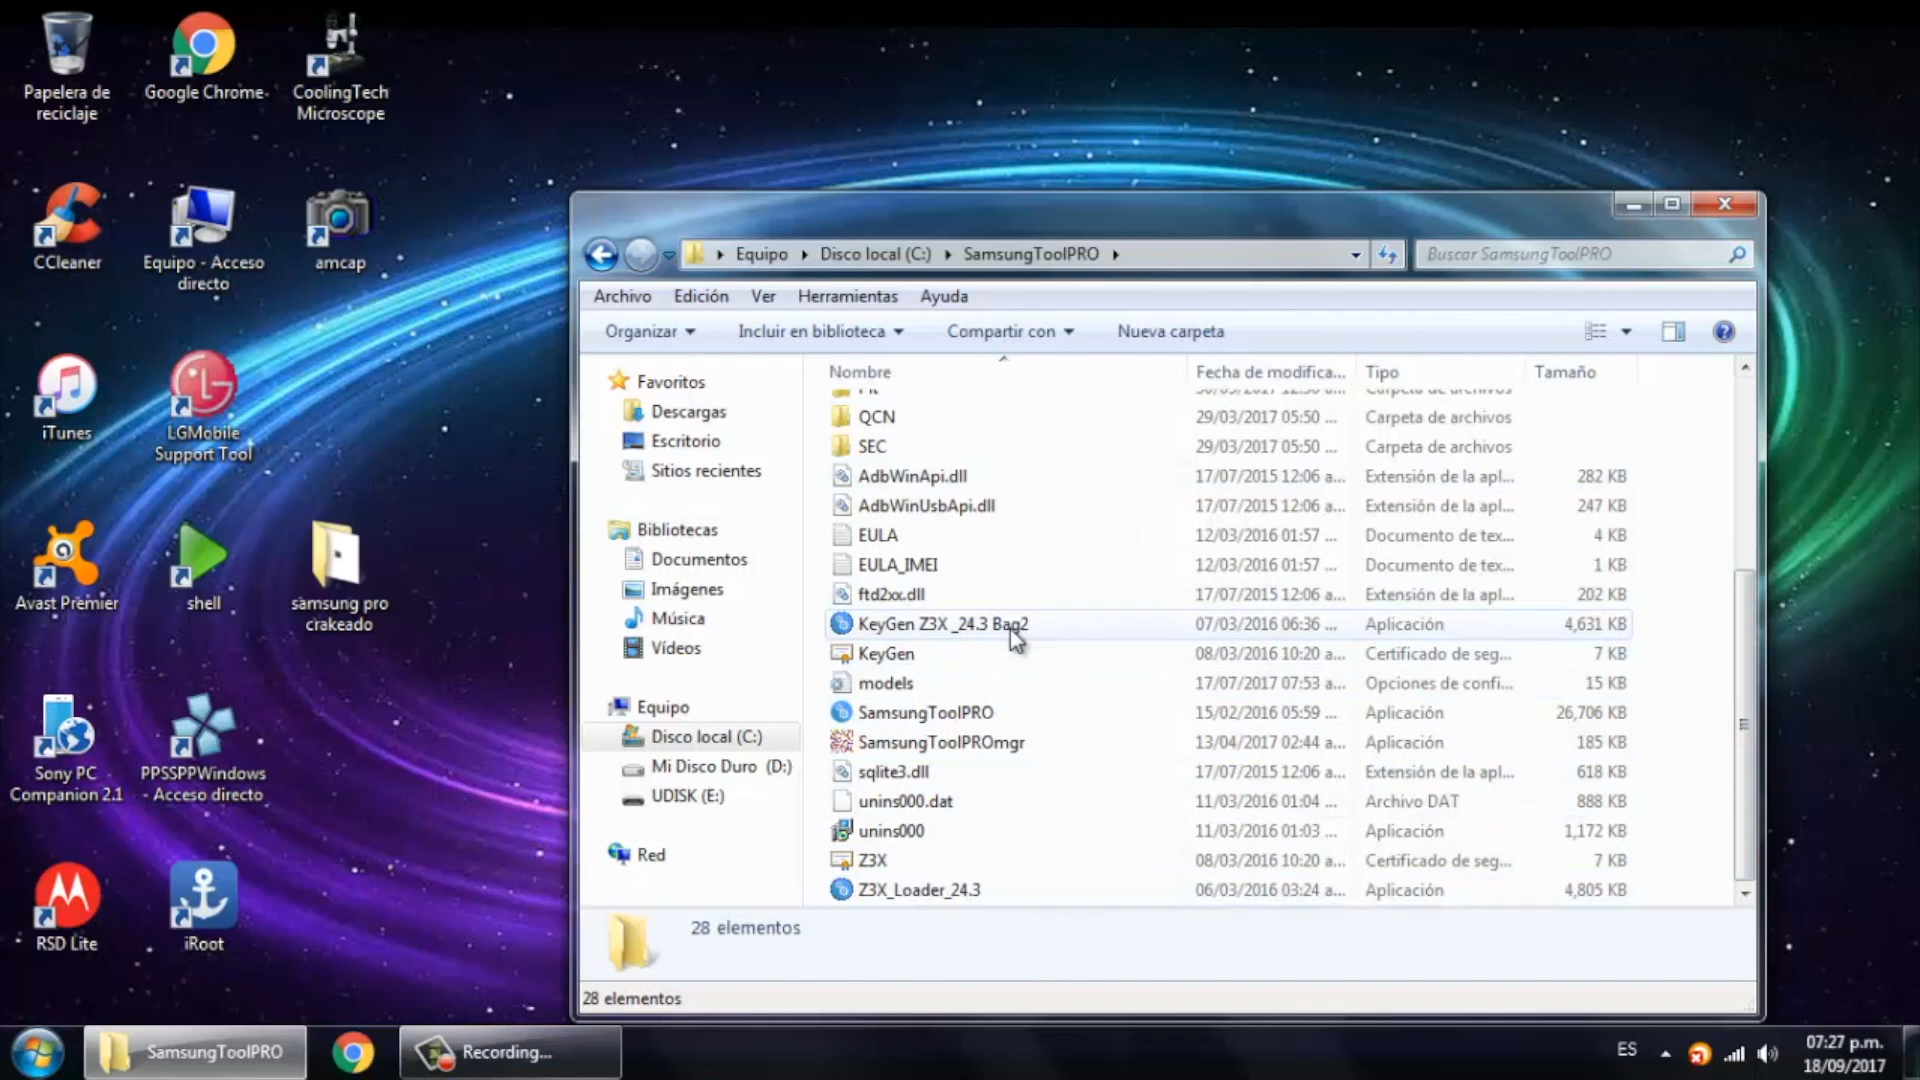 Papelera de
reciclaje
Google Chrome
CoolingTech
Microscope
CCleaner
Equipo - Acceso
directo
amcap
iTunes
LGMobile
Support Tool
Avast Premier
shell
samsung pro
crakeado
Sony PC
Companion 2.1
PPSSPPWindows
- Acceso directo
RSD Lite
iRoot
Equipo
Disco local (C:)
SamsungToolPRO
Buscar SamsungToolPRO
Archivo
Edición
Ver
Herramientas
Ayuda
Organizar
Incluir en biblioteca
Compartir con
Nueva carpeta
Favoritos
Descargas
Escritorio
Sitios recientes
Bibliotecas
Documentos
Imágenes
Música
Vídeos
Equipo
Disco local (C:)
Mi Disco Duro (D:)
UDISK (E:)
Red
Nombre Fecha de modifica... Tipo Tamaño
QCN 29/03/2017 05:50 ... Carpeta de archivos
SEC 29/03/2017 05:50 ... Carpeta de archivos
AdbWinApi.dll 17/07/2015 12:06 a... Extensión de la apl... 282 KB
AdbWinUsbApi.dll 17/07/2015 12:06 a... Extensión de la apl... 247 KB
EULA 12/03/2016 01:57 ... Documento de tex... 4 KB
EULA_IMEI 12/03/2016 01:57 ... Documento de tex... 1 KB
ftd2xx.dll 17/07/2015 12:06 a... Extensión de la apl... 202 KB
KeyGen Z3X _24.3 Bag2 07/03/2016 06:36 ... Aplicación 4,631 KB
KeyGen 08/03/2016 10:20 a... Certificado de seg... 7 KB
models 17/07/2017 07:53 a... Opciones de confi... 15 KB
SamsungToolPRO 15/02/2016 05:59 ... Aplicación 26,706 KB
SamsungToolPROmgr 13/04/2017 02:44 a... Aplicación 185 KB
sqlite3.dll 17/07/2015 12:06 a... Extensión de la apl... 618 KB
unins000.dat 11/03/2016 01:04 ... Archivo DAT 888 KB
unins000 11/03/2016 01:03 ... Aplicación 1,172 KB
Z3X 08/03/2016 10:20 a... Certificado de seg... 7 KB
Z3X_Loader_24.3 06/03/2016 03:24 a... Aplicación 4,805 KB
28 elementos
28 elementos
SamsungToolPRO
Recording...
ES
07:27 p.m.
18/09/2017